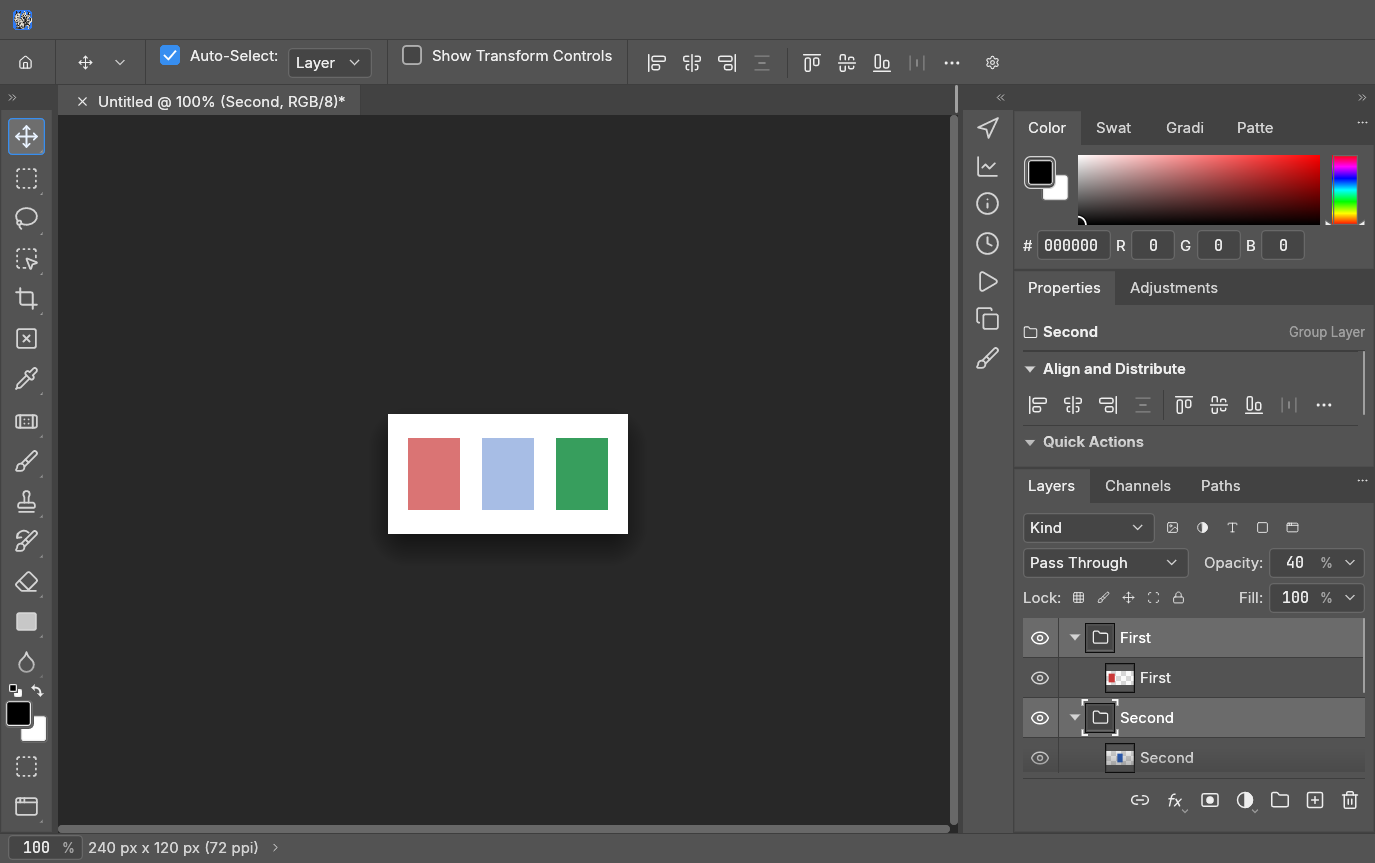 Auto-Select:
Layer
Show Transform Controls
Untitled @ 100% (Second, RGB/8)*
Color
Swat
Gradi
Patte
# 000000 R 0 G 0 B 0
Properties
Adjustments
Second
Group Layer
Align and Distribute
Quick Actions
Layers
Channels
Paths
Kind
Pass Through
Opacity: 40 %
Lock:
Fill: 100 %
First
First
Second
Second
fx
100 %
240 px x 120 px (72 ppi)